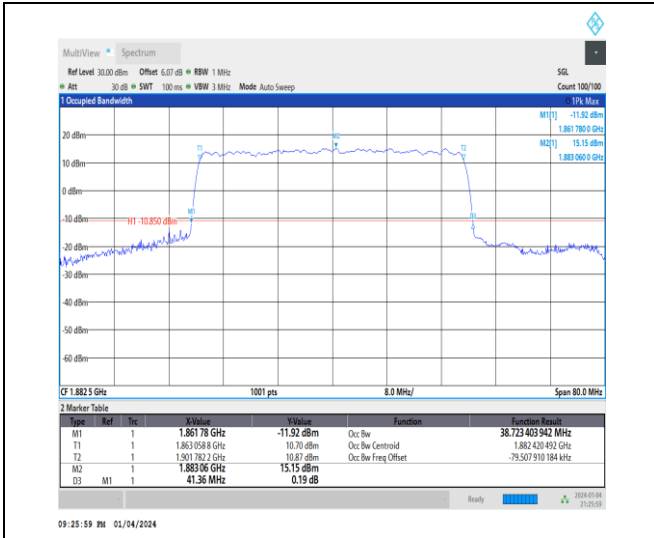 MultiView Spectrum
Ref Level 30.00 dBm Offset 6.07 dB RBW 1 MHz SGL
Att 30 dB SWT 100 ms VBW 3 MHz Mode Auto Sweep Count 100/100
1 Occupied Bandwidth 1Pk Max
M1[1] -11.92 dBm
1.861 780 0 GHz
M2[1] 15.15 dBm
1.883 060 0 GHz
20 dBm
M2
T1
T2
10 dBm
0 dBm
M1
D3
-10 dBm
H1 -10.850 dBm
-20 dBm
-30 dBm
-40 dBm
-50 dBm
-60 dBm
CF 1.882 5 GHz 1001 pts 8.0 MHz/ Span 80.0 MHz
2 Marker Table
Type Ref Trc X-Value Y-Value Function Function Result
M1 1 1.861 78 GHz -11.92 dBm Occ Bw 38.723 403 942 MHz
T1 1 1.863 058 8 GHz 10.70 dBm Occ Bw Centroid 1.882 420 492 GHz
T2 1 1.901 782 2 GHz 10.87 dBm Occ Bw Freq Offset -79.507 910 184 kHz
M2 1 1.883 06 GHz 15.15 dBm
D3 M1 1 41.36 MHz 0.19 dB
Ready 2024-01-04
21:25:59
09:25:59 PM 01/04/2024